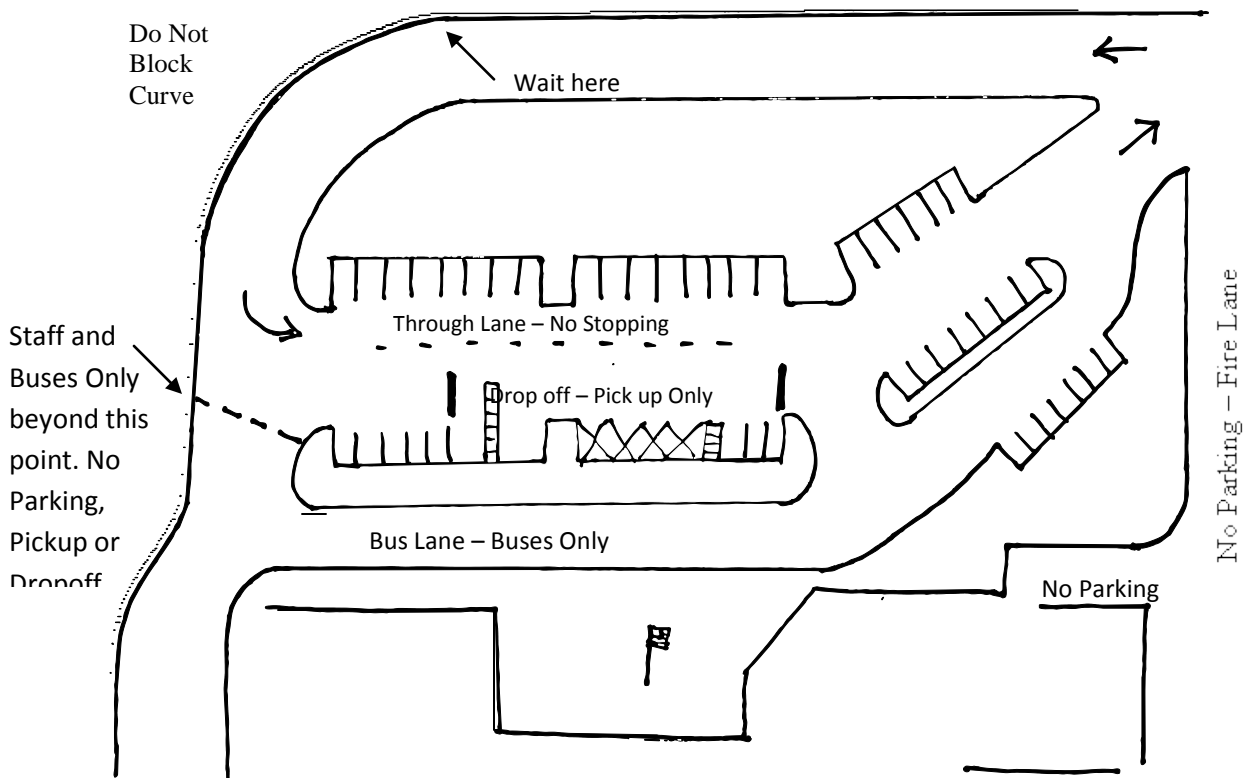 Do Not
Block
Curve
Wait here
Through Lane – No Stopping
Drop off – Pick up Only
Staff and
Buses Only
beyond this
point. No
Parking,
Pickup or
Dropoff
Bus Lane – Buses Only
No Parking
No Parking – Fire Lane